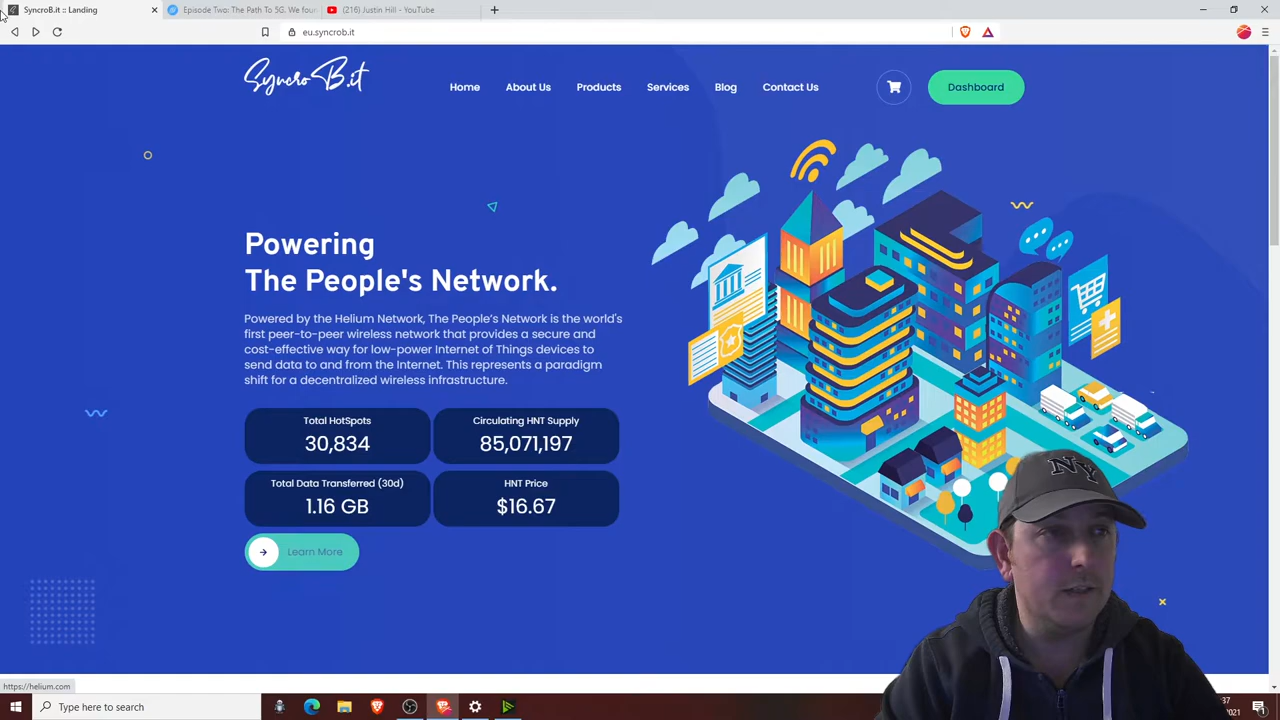 SyncroB.it :: Landing
Episode Two: The Path To 5G. We foun
(216) Justin Hill - YouTube
eu.syncrob.it
SyncroB.it
Home
About Us
Products
Services
Blog
Contact Us
Dashboard
Powering
The People's Network.
Powered by the Helium Network, The People's Network is the world's
first peer-to-peer wireless network that provides a secure and
cost-effective way for low-power Internet of Things devices to
send data to and from the Internet. This represents a paradigm
shift for a decentralized wireless infrastructure.
Total HotSpots
30,834
Circulating HNT Supply
85,071,197
Total Data Transferred (30d)
1.16 GB
HNT Price
$16.67
Learn More
NY
https://helium.com
Type here to search
37
2021
1